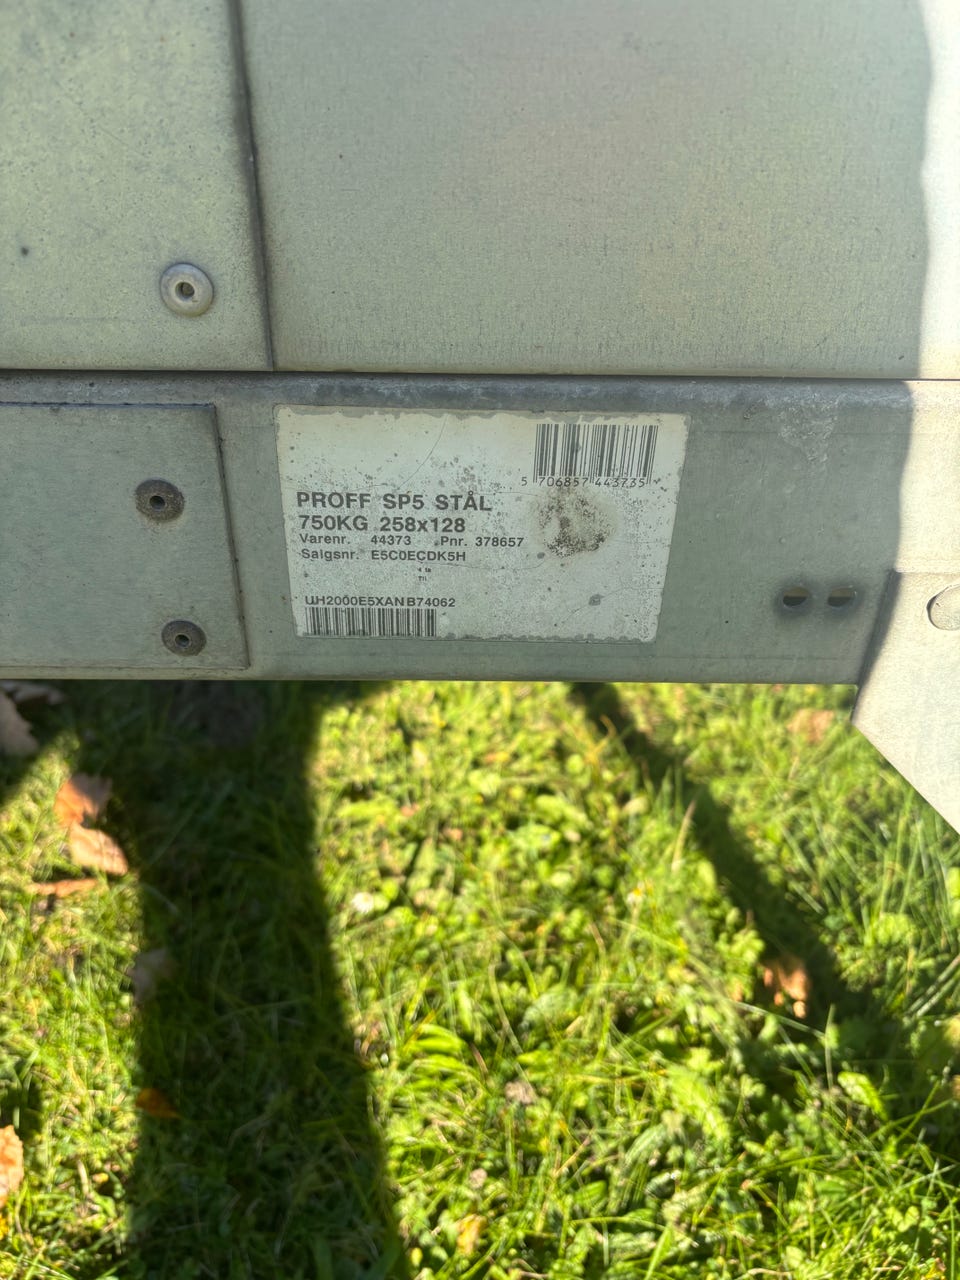 5 706857 443735
PROFF SP5 STÅL
750KG 258x128
Varenr. 44373 Pnr. 378657
Salgsnr. E5C0ECDK5H
UH2000E5XANB74062